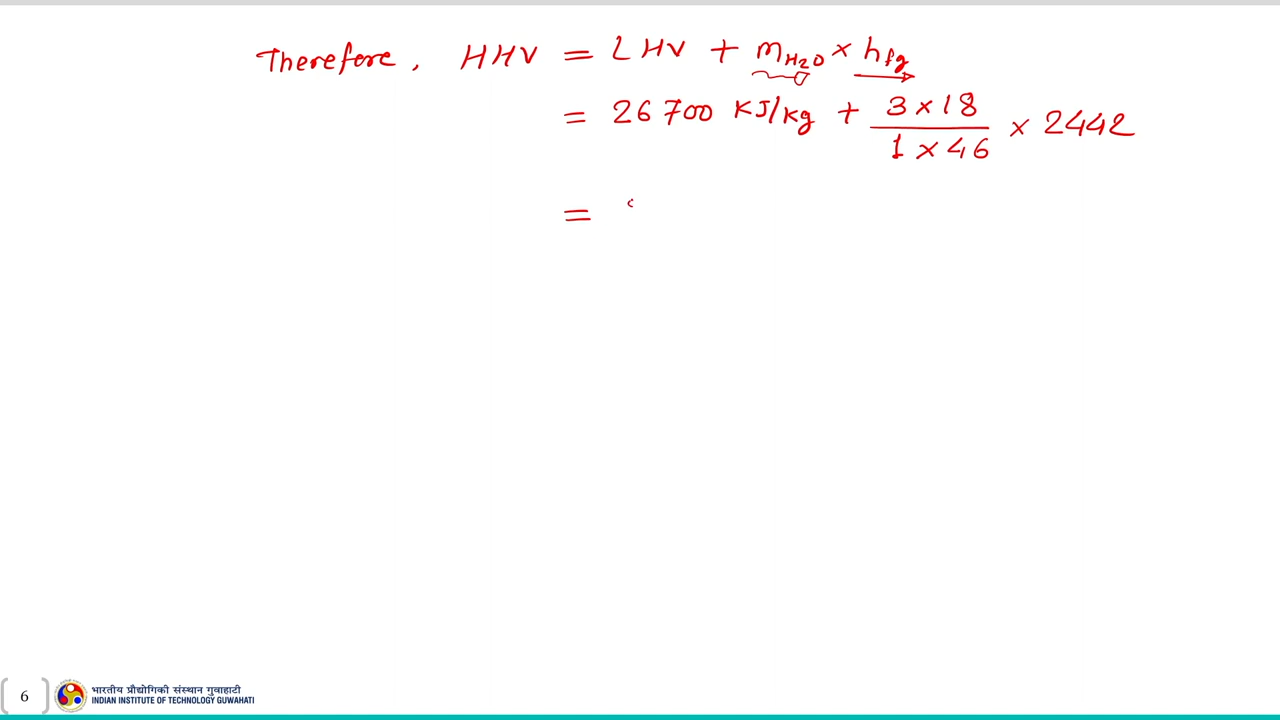 Therefore, HHV = LHV + mH2O × hfg
= 26700 KJ/kg + 3×18 / 1×46 × 2442
=
6
भारतीय प्रौद्योगिकी संस्थान गुवाहाटी
INDIAN INSTITUTE OF TECHNOLOGY GUWAHATI